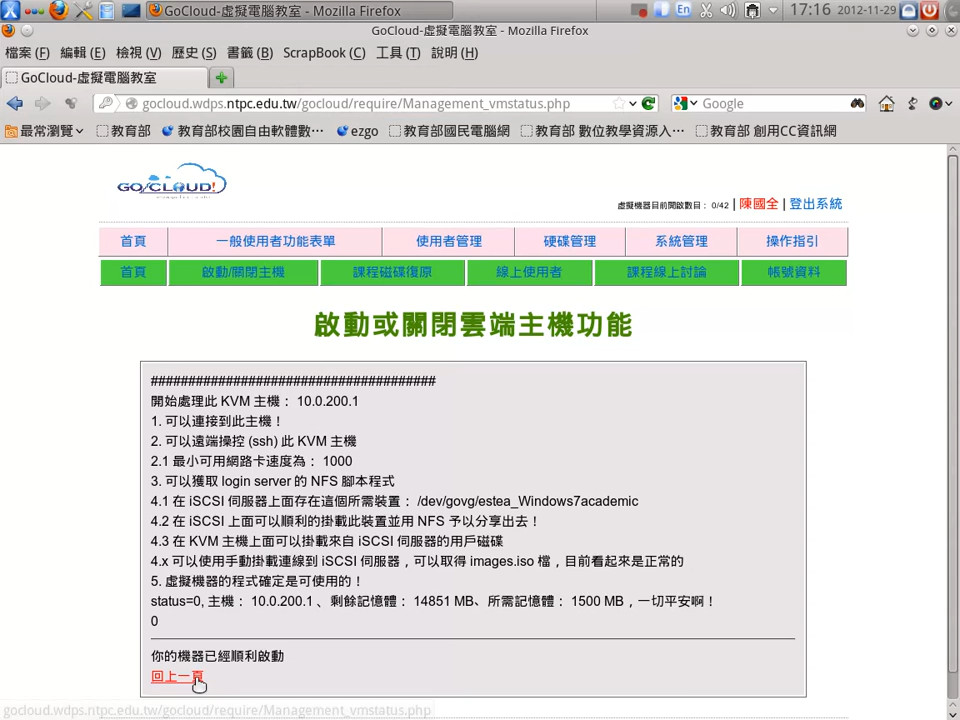 GoCloud-虛擬電腦教室 - Mozilla Firefox
En
17:16 2012-11-29
GoCloud-虛擬電腦教室 - Mozilla Firefox
檔案 (F) 編輯 (E) 檢視 (V) 歷史 (S) 書籤 (B) ScrapBook (C) 工具 (T) 說明 (H)
GoCloud-虛擬電腦教室
gocloud.wdps.ntpc.edu.tw/gocloud/require/Management_vmstatus.php
Google
最常瀏覽 教育部 教育部校園自由軟體數… ezgo 教育部國民電腦網 教育部 數位教學資源入… 教育部 創用CC資訊網
GO/CLOUD!
虛擬機器目前開啟數目： 0/42 | 陳國全 | 登出系統
首頁 一般使用者功能表單 使用者管理 硬碟管理 系統管理 操作指引
首頁 啟動/關閉主機 課程磁碟復原 線上使用者 課程線上討論 帳號資料
啟動或關閉雲端主機功能
######################################
開始處理此 KVM 主機： 10.0.200.1
1. 可以連接到此主機！
2. 可以遠端操控 (ssh) 此 KVM 主機
2.1 最小可用網路卡速度為： 1000
3. 可以獲取 login server 的 NFS 腳本程式
4.1 在 iSCSI 伺服器上面存在這個所需裝置： /dev/govg/estea_Windows7academic
4.2 在 iSCSI 上面可以順利的掛載此裝置並用 NFS 予以分享出去！
4.3 在 KVM 主機上面可以掛載來自 iSCSI 伺服器的用戶磁碟
4.x 可以使用手動掛載連線到 iSCSI 伺服器，可以取得 images.iso 檔，目前看起來是正常的
5. 虛擬機器的程式確定是可使用的！
status=0, 主機： 10.0.200.1 、剩餘記憶體： 14851 MB、所需記憶體： 1500 MB，一切平安啊！
0
你的機器已經順利啟動
回上一頁
gocloud.wdps.ntpc.edu.tw/gocloud/require/Management_vmstatus.php